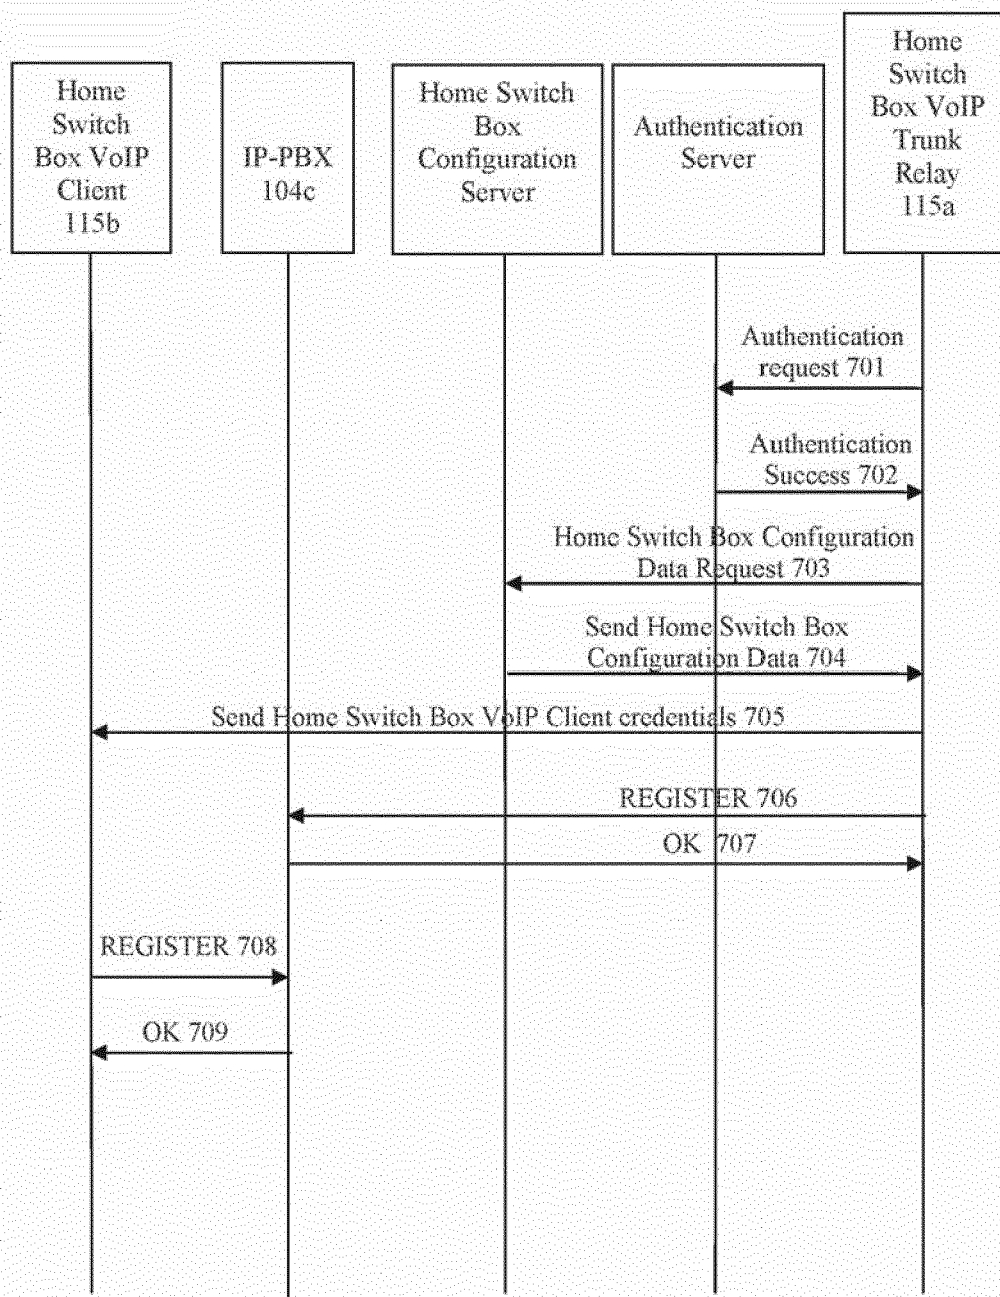 Home
Switch
Box VoIP
Client
115b
IP-PBX
104c
Home Switch
Box
Configuration
Server
Authentication
Server
Home
Switch
Box VoIP
Trunk
Relay
115a
Authentication
request 701
Authentication
Success 702
Home Switch Box Configuration
Data Request 703
Send Home Switch Box
Configuration Data 704
Send Home Switch Box VoIP Client credentials 705
REGISTER 706
OK 707
REGISTER 708
OK 709